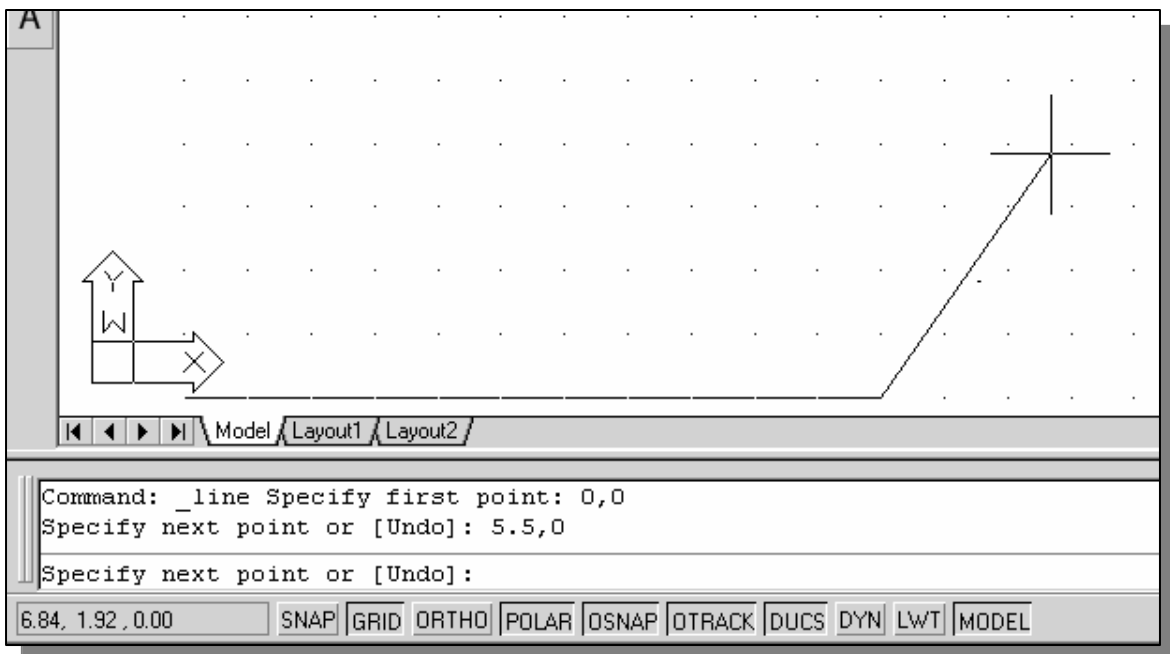 A
Y
W
X
Model Layout1 Layout2
Command: _line Specify first point: 0,0
Specify next point or [Undo]: 5.5,0
Specify next point or [Undo]:
6.84, 1.92 , 0.00 SNAP GRID ORTHO POLAR OSNAP OTRACK DUCS DYN LWT MODEL